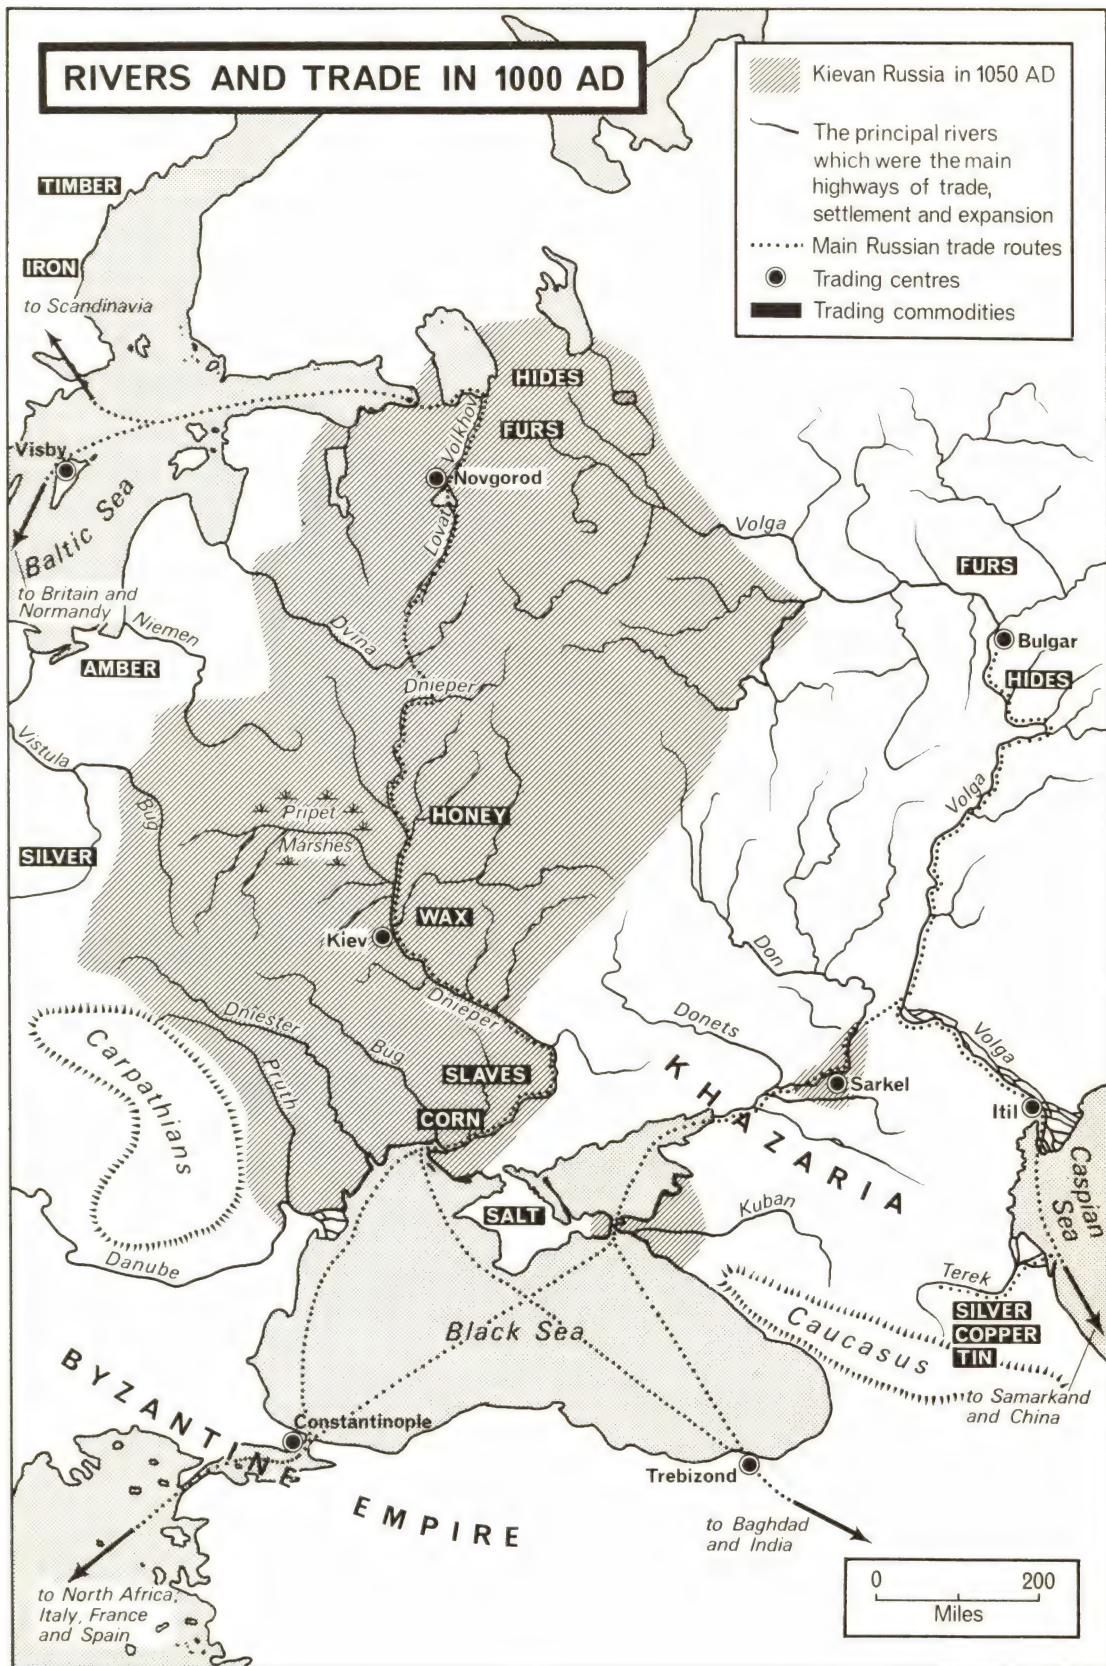 RIVERS AND TRADE IN 1000 AD
Kievan Russia in 1050 AD
The principal rivers
which were the main
highways of trade,
settlement and expansion
Main Russian trade routes
Trading centres
Trading commodities
TIMBER
IRON
to Scandinavia
HIDES
FURS
Volkhov
Visby
Novgorod
Baltic Sea
Lovat
Volga
FURS
to Britain and
Normandy
Niemen
Dvina
Bulgar
AMBER
HIDES
Dnieper
Vistula
Bug
Volga
Pripet
Marshes
HONEY
SILVER
WAX
Kiev
Don
Dnieper
Dniester
Donets
Bug
Volga
Carpathians
Pruth
SLAVES
Sarkel
KHAZARIA
Itil
CORN
Caspian
Sea
SALT
Kuban
Danube
Terek
SILVER
COPPER
TIN
Caucasus
Black Sea
to Samarkand
and China
BYZANTINE
EMPIRE
Constantinople
Trebizond
to Baghdad
and India
to North Africa,
Italy, France
and Spain
0 200
Miles